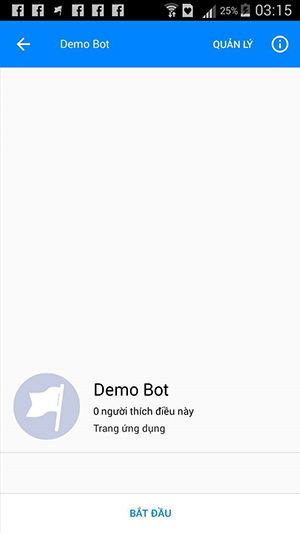 25% 03:15
Demo Bot QUẢN LÝ
Demo Bot
0 người thích điều này
Trang ứng dụng
BẮT ĐẦU